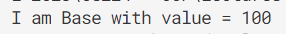 I am Base with value = 100